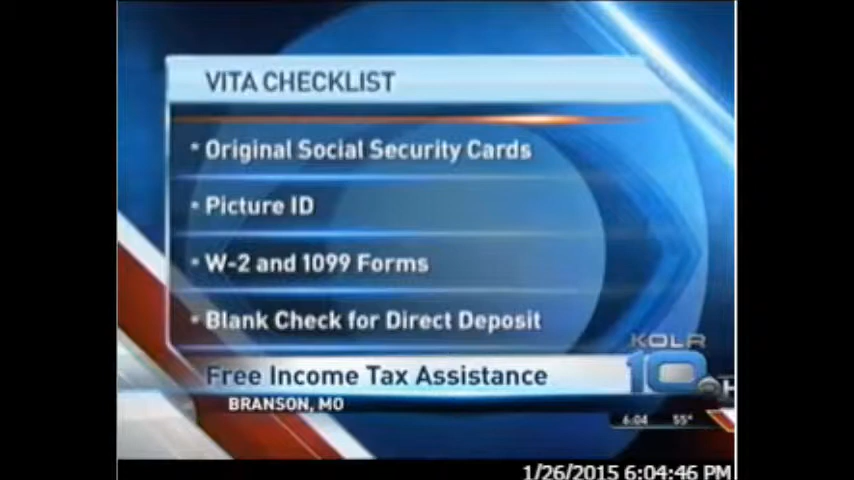 VITA CHECKLIST
* Original Social Security Cards
* Picture ID
* W-2 and 1099 Forms
* Blank Check for Direct Deposit
KOLR
10
Free Income Tax Assistance
H
BRANSON, MO
6:04 55°
1/26/2015 6:04:46 PM